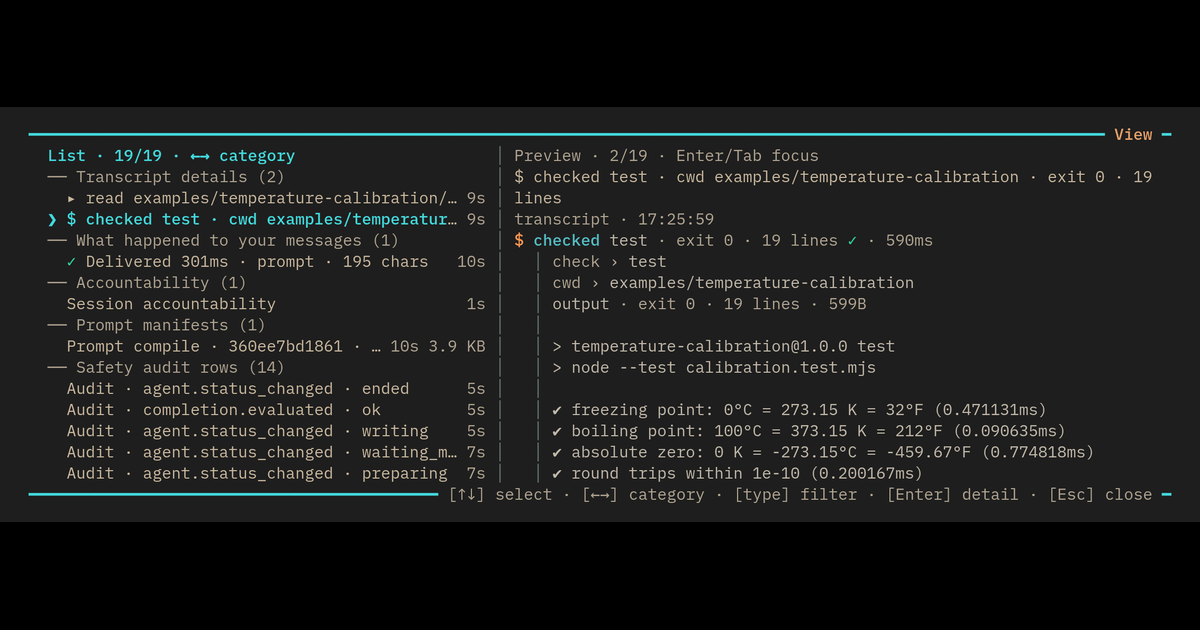 View
List · 19/19 · ←→ category
── Transcript details (2)
▸ read examples/temperature-calibration/… 9s
❯ $ checked test · cwd examples/temperatur… 9s
── What happened to your messages (1)
✓ Delivered 301ms · prompt · 195 chars 10s
── Accountability (1)
Session accountability 1s
── Prompt manifests (1)
Prompt compile · 360ee7bd1861 · … 10s 3.9 KB
── Safety audit rows (14)
Audit · agent.status_changed · ended 5s
Audit · completion.evaluated · ok 5s
Audit · agent.status_changed · writing 5s
Audit · agent.status_changed · waiting_m… 7s
Audit · agent.status_changed · preparing 7s
Preview · 2/19 · Enter/Tab focus
$ checked test · cwd examples/temperature-calibration · exit 0 · 19
lines
transcript · 17:25:59
$ checked test · exit 0 · 19 lines ✓ · 590ms
check › test
cwd › examples/temperature-calibration
output · exit 0 · 19 lines · 599B
> temperature-calibration@1.0.0 test
> node --test calibration.test.mjs
✔ freezing point: 0°C = 273.15 K = 32°F (0.471131ms)
✔ boiling point: 100°C = 373.15 K = 212°F (0.090635ms)
✔ absolute zero: 0 K = -273.15°C = -459.67°F (0.774818ms)
✔ round trips within 1e-10 (0.200167ms)
[↑↓] select · [←→] category · [type] filter · [Enter] detail · [Esc] close